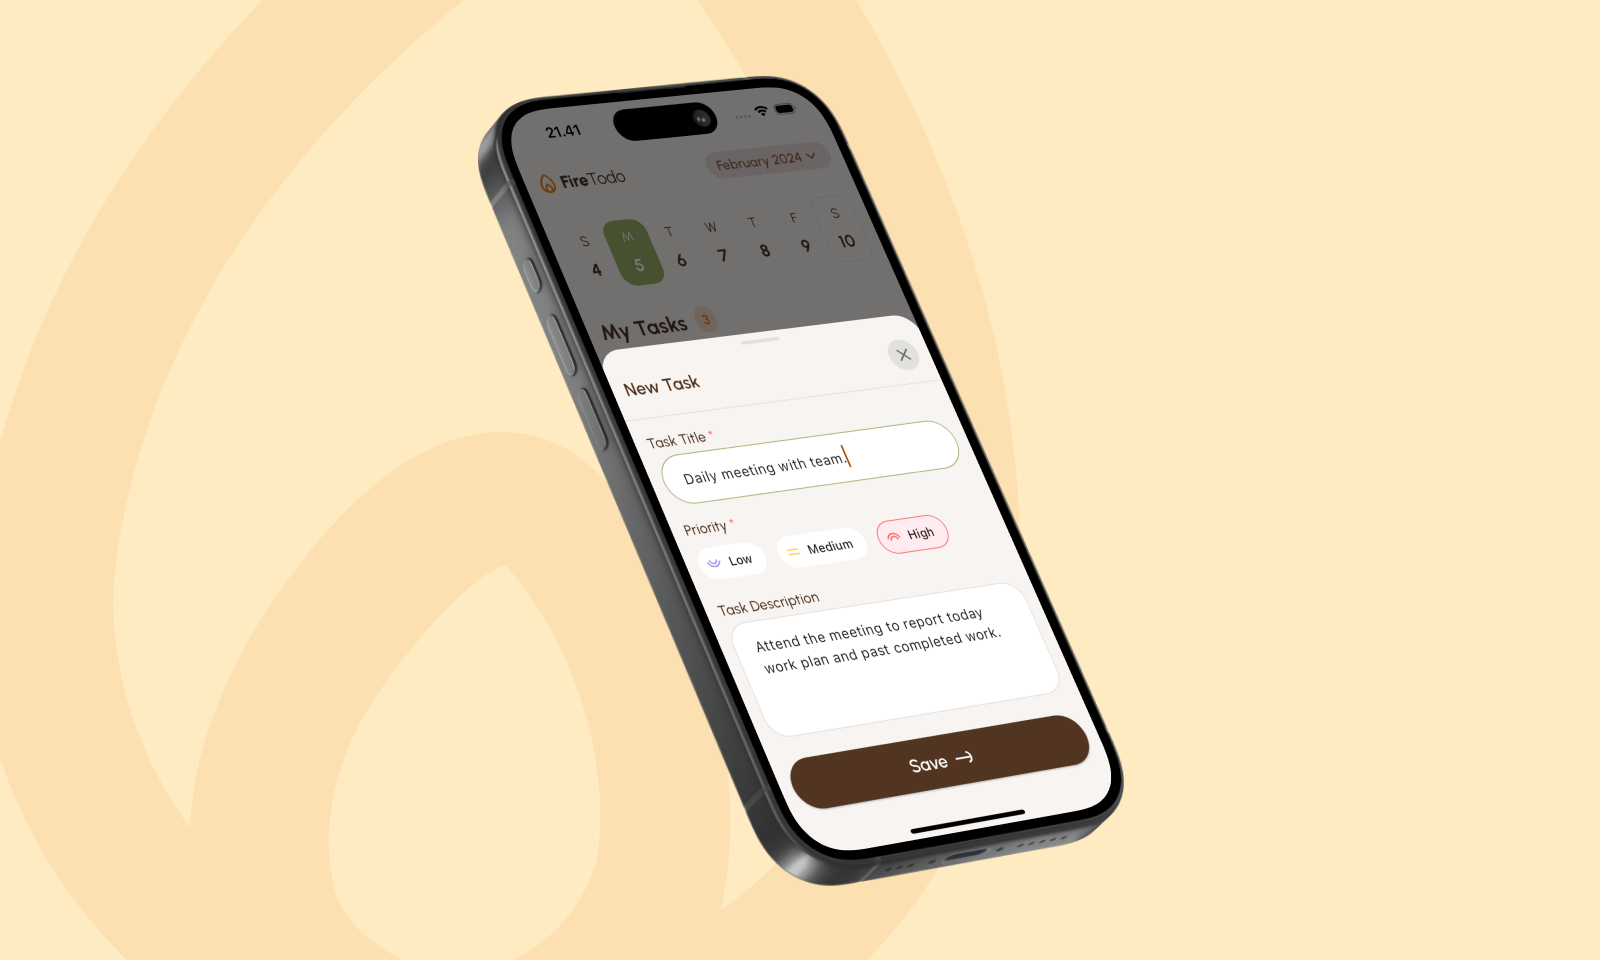 21.41
FireTodo
February 2024
S M T W T F S
4 5 6 7 8 9 10
My Tasks 3
New Task
Task Title *
Daily meeting with team.
Priority *
Low Medium High
Task Description
Attend the meeting to report today
work plan and past completed work.
Save